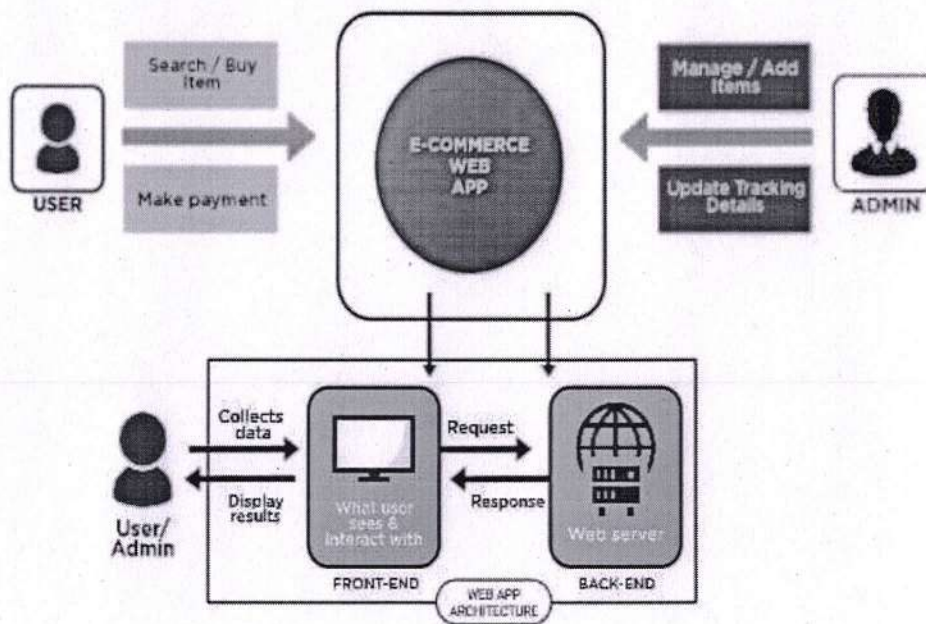 Search / Buy
Item
Make payment
USER
E-COMMERCE
WEB
APP
Manage / Add
Items
Update Tracking
Details
ADMIN
Collects
data
Display
results
User/
Admin
What user
sees &
interact with
FRONT-END
Request
Response
Web server
BACK-END
WEB APP
ARCHITECTURE